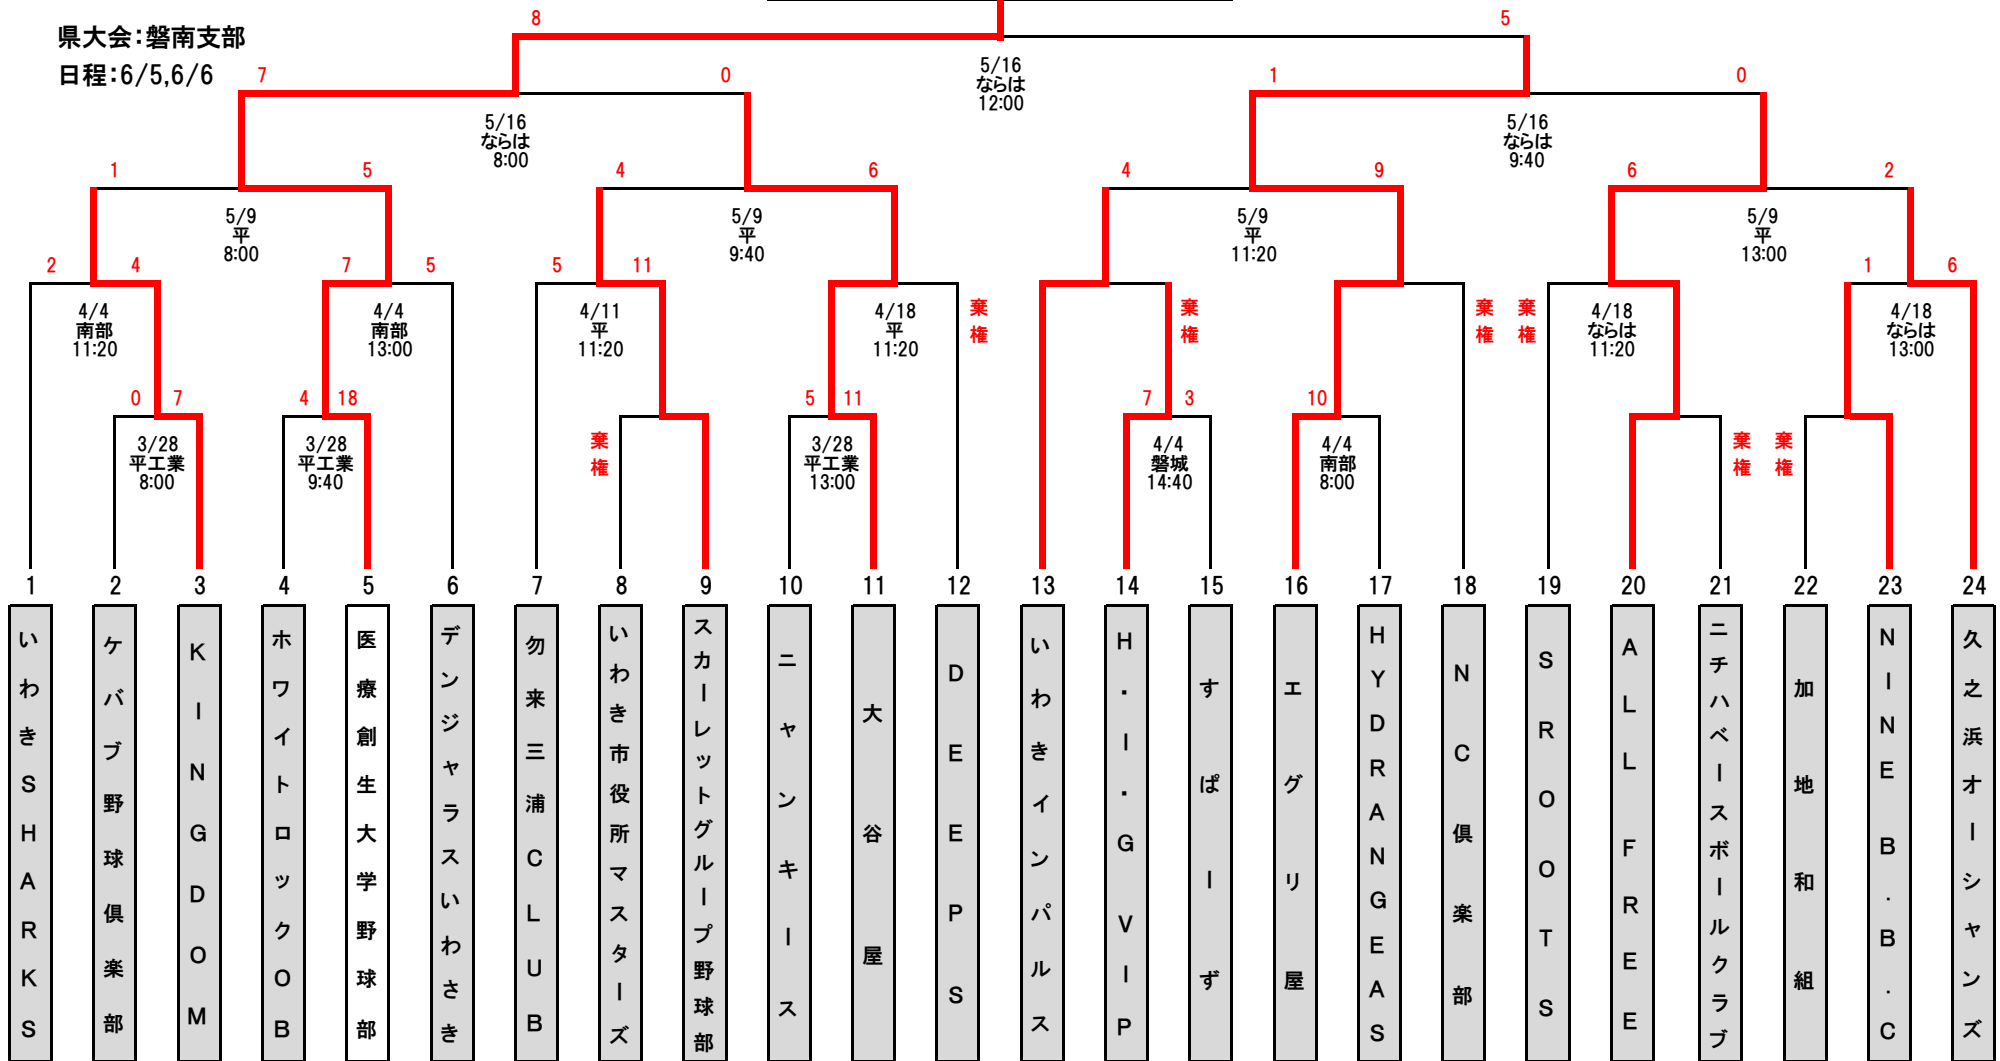 8
5
県大会:磐南支部
日程:6/5,6/6
7
0
5/16
ならは
12:00
1
0
5/16
ならは
8:00
5/16
ならは
9:40
1
5
4
6
4
9
6
2
5/9
平
8:00
5/9
平
9:40
5/9
平
11:20
5/9
平
13:00
2
4
7
5
5
11
1
6
4/4
南部
11:20
4/4
南部
13:00
4/11
平
11:20
4/18
平
11:20
棄権
棄権
棄権
棄権
4/18
ならは
11:20
4/18
ならは
13:00
0
7
4
18
5
11
7
3
10
3/28
平工業
8:00
3/28
平工業
9:40
棄権
3/28
平工業
13:00
4/4
磐城
14:40
4/4
南部
8:00
棄権
棄権
1
2
3
4
5
6
7
8
9
10
11
12
13
14
15
16
17
18
19
20
21
22
23
24
いわきSHARKS
ケバブ野球倶楽部
KINGDOM
ホワイトロックOB
医療創生大学野球部
デンジャラスいわさき
勿来三浦CLUB
いわき市役所マスターズ
スカーレットグループ野球部
ニャンキース
大谷屋
DEEPS
いわきインパルス
H.I.G VIP
すぱーず
エグリ屋
HYDRANGEAS
NC倶楽部
SROOTS
ALL FREE
ニチハベースボールクラブ
加地和組
NINE B.B.C
久之浜オーシャンズ